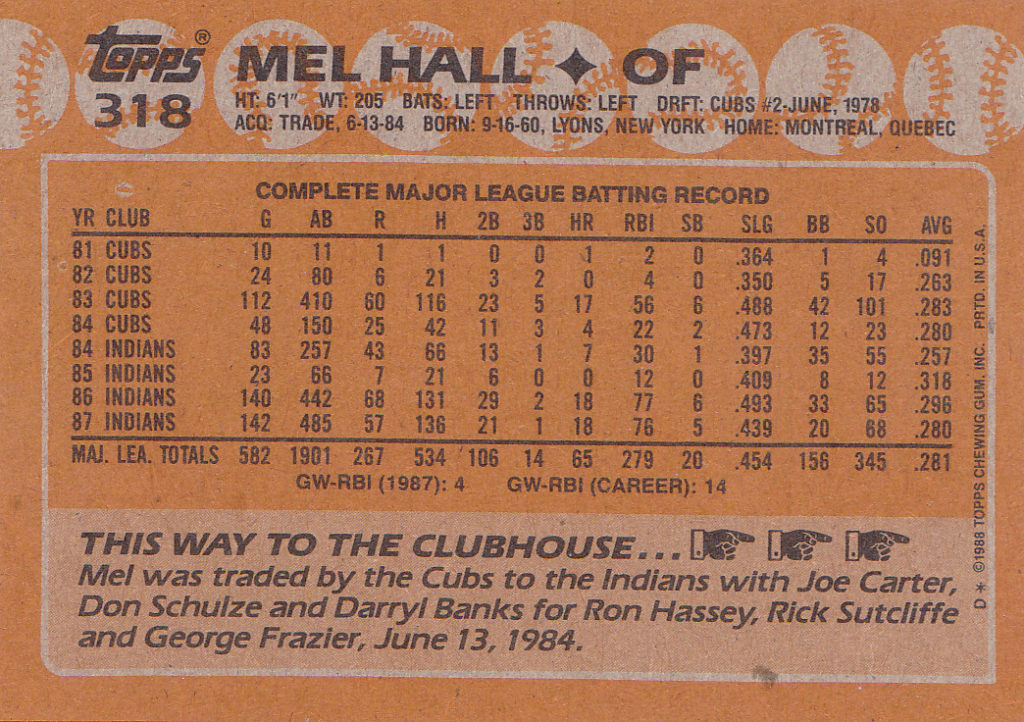 Topps®
318
MEL HALL ✦ OF
HT: 6'1" WT: 205 BATS: LEFT THROWS: LEFT DRFT: CUBS #2-JUNE, 1978
ACQ: TRADE, 6-13-84 BORN: 9-16-60, LYONS, NEW YORK HOME: MONTREAL, QUEBEC
COMPLETE MAJOR LEAGUE BATTING RECORD
YR CLUB G AB R H 2B 3B HR RBI SB SLG BB SO AVG
81 CUBS 10 11 1 1 0 0 1 2 0 .364 1 4 .091
82 CUBS 24 80 6 21 3 2 0 4 0 .350 5 17 .263
83 CUBS 112 410 60 116 23 5 17 56 6 .488 42 101 .283
84 CUBS 48 150 25 42 11 3 4 22 2 .473 12 23 .280
84 INDIANS 83 257 43 66 13 1 7 30 1 .397 35 55 .257
85 INDIANS 23 66 7 21 6 0 0 12 0 .409 8 12 .318
86 INDIANS 140 442 68 131 29 2 18 77 6 .493 33 65 .296
87 INDIANS 142 485 57 136 21 1 18 76 5 .439 20 68 .280
MAJ. LEA. TOTALS 582 1901 267 534 106 14 65 279 20 .454 156 345 .281
GW-RBI (1987): 4 GW-RBI (CAREER): 14
THIS WAY TO THE CLUBHOUSE...
Mel was traded by the Cubs to the Indians with Joe Carter,
Don Schulze and Darryl Banks for Ron Hassey, Rick Sutcliffe
and George Frazier, June 13, 1984.
D * ©1988 TOPPS CHEWING GUM, INC. PRTD. IN U.S.A.